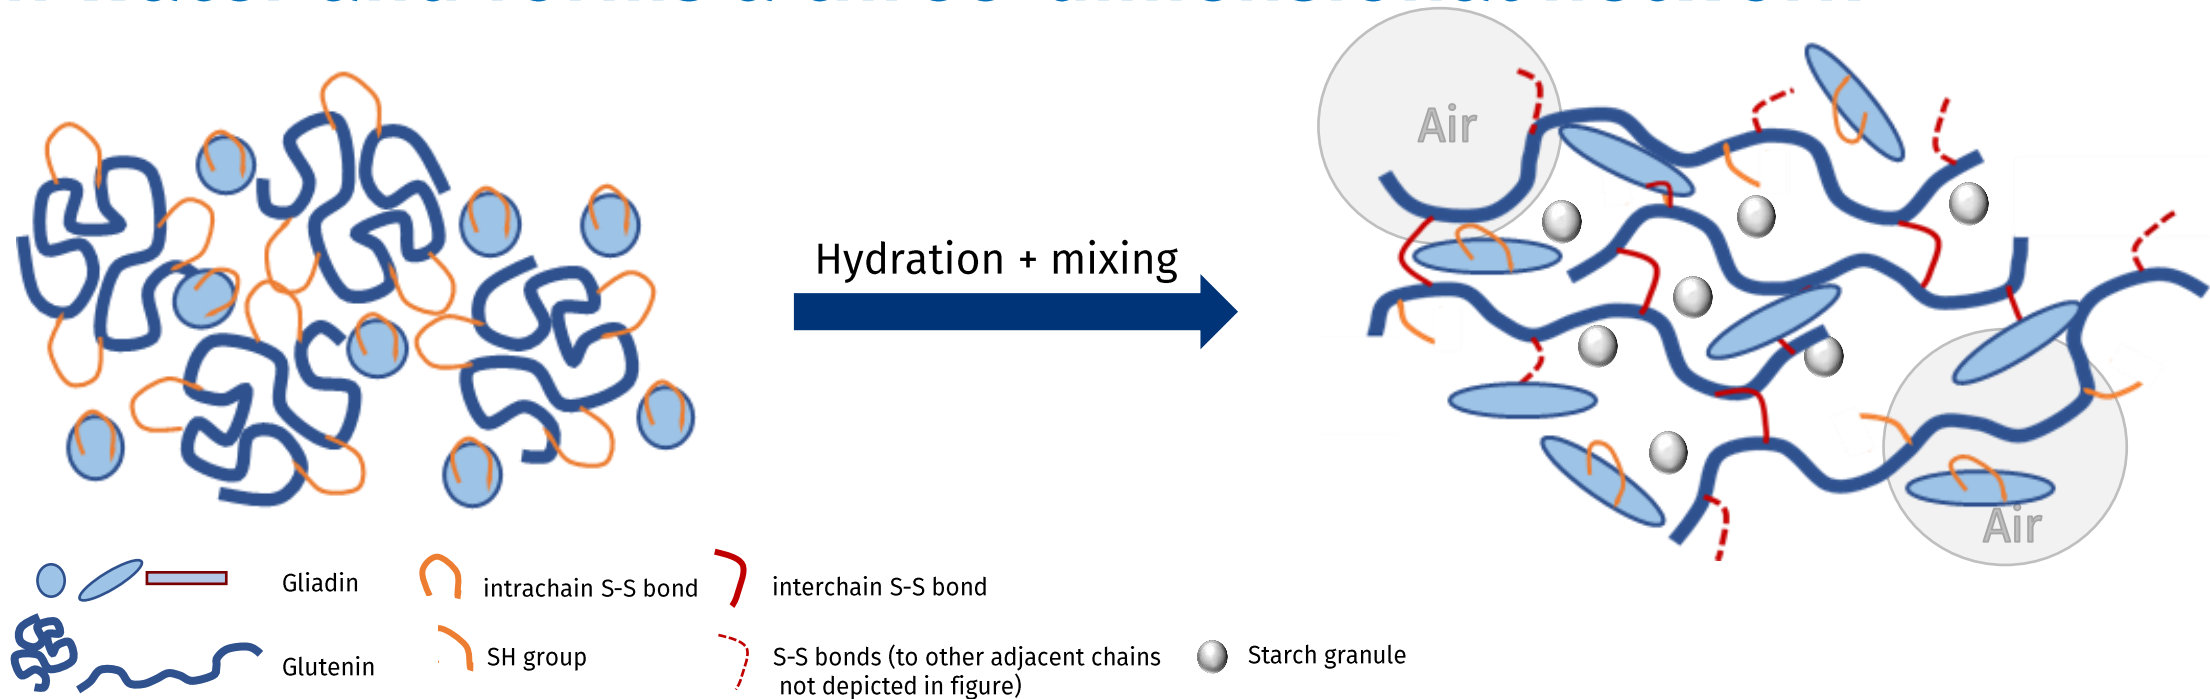 Air
Hydration + mixing
Air
Gliadin
intrachain S-S bond
interchain S-S bond
Glutenin
SH group
S-S bonds (to other adjacent chains
not depicted in figure)
Starch granule